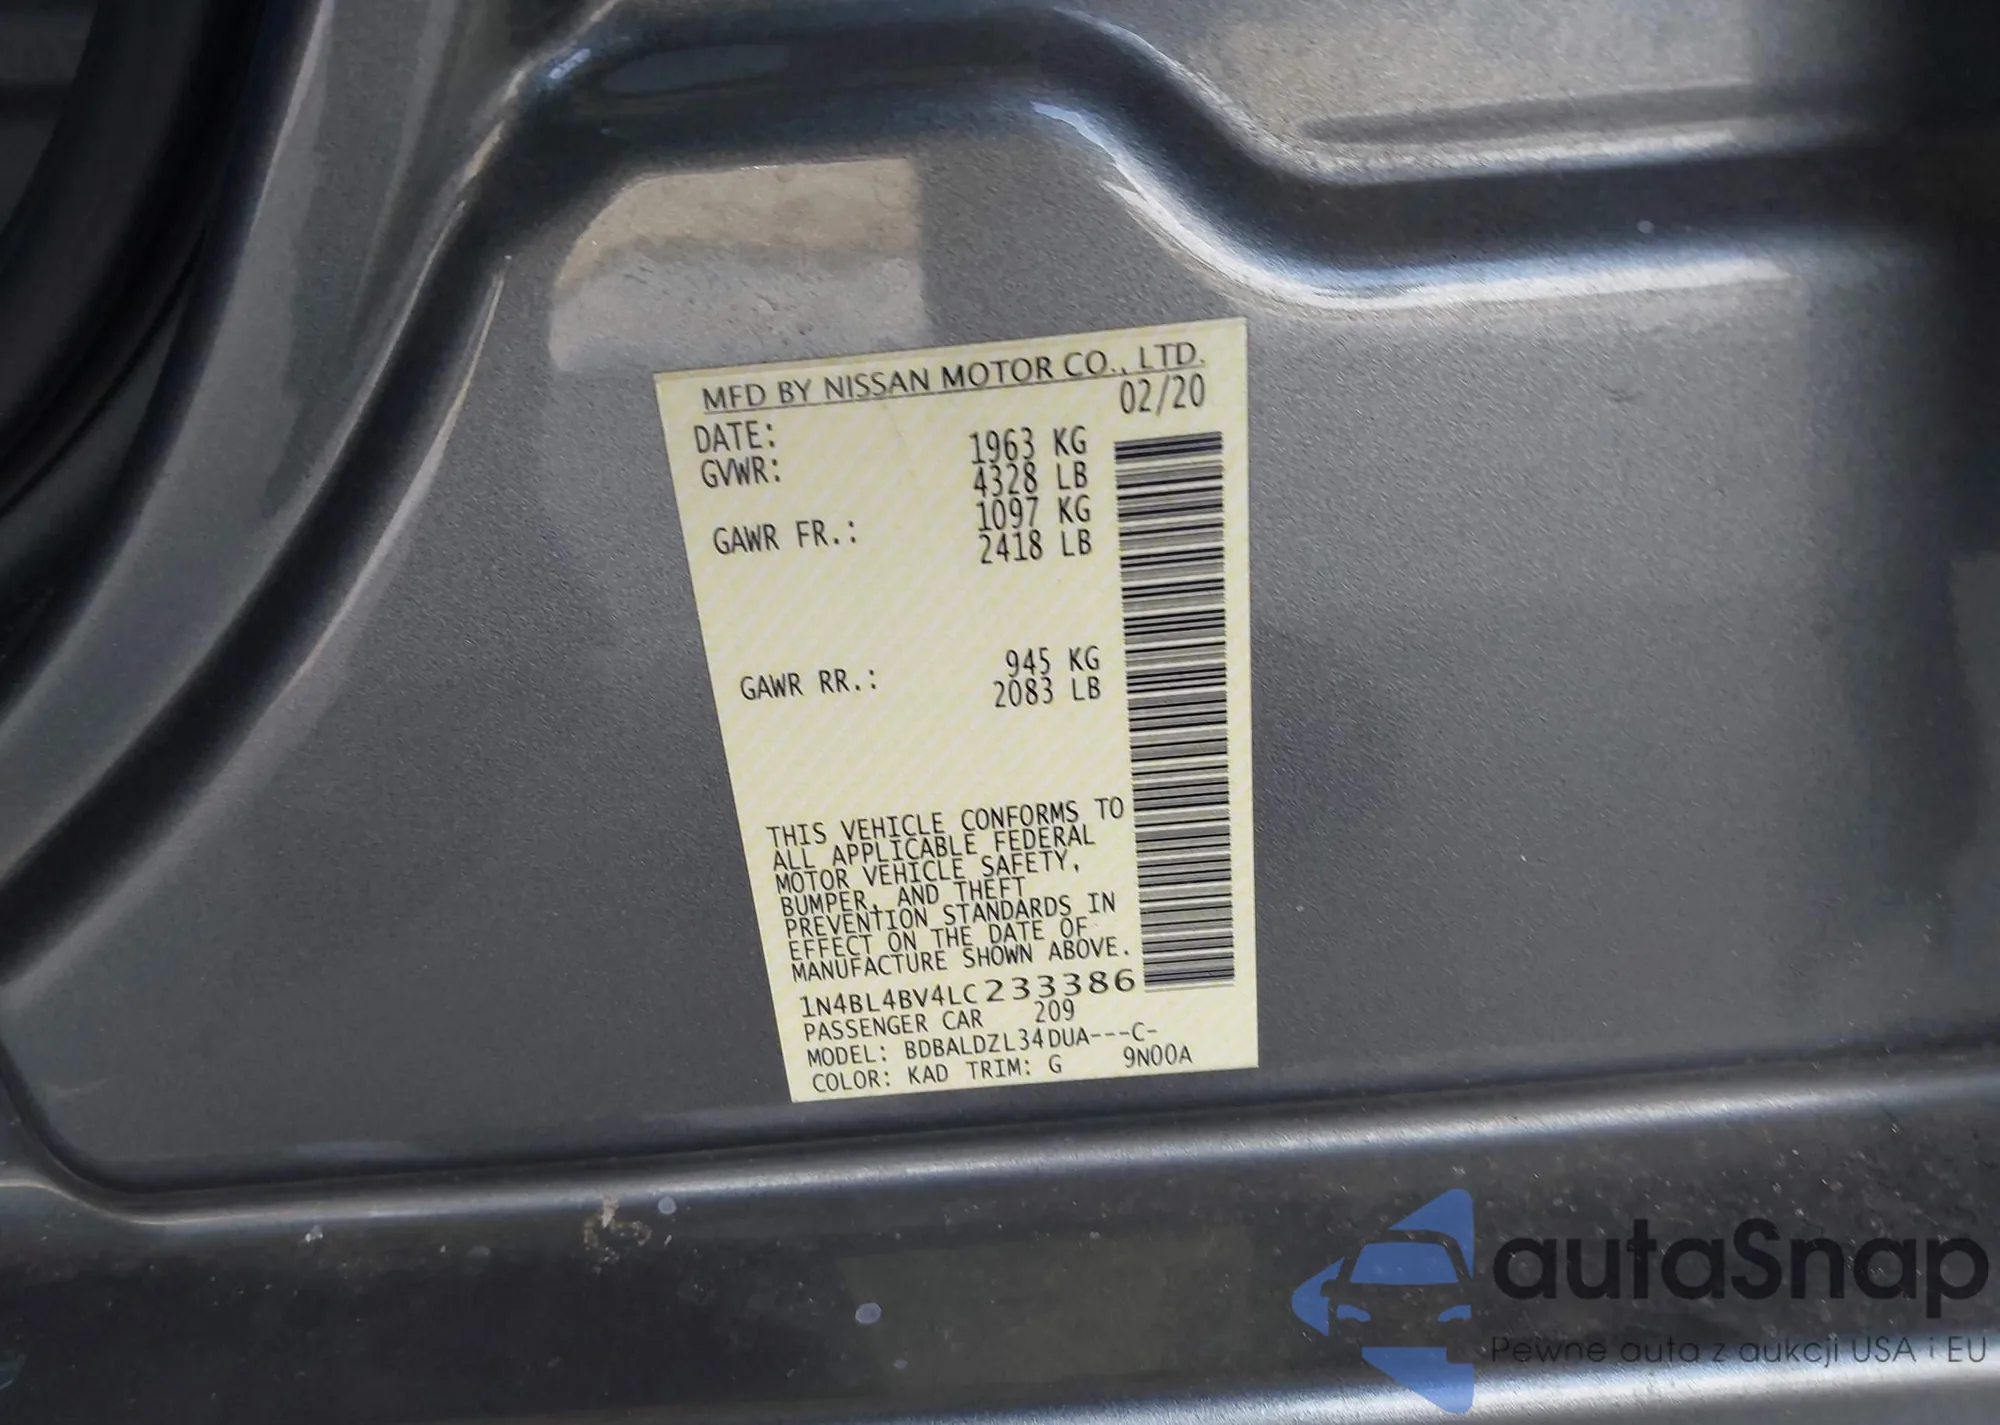 MFD BY NISSAN MOTOR CO., LTD.
DATE: 02/20
GVWR: 1963 KG
4328 LB
GAWR FR.: 1097 KG
2418 LB
GAWR RR.: 945 KG
2083 LB
THIS VEHICLE CONFORMS TO
ALL APPLICABLE FEDERAL
MOTOR VEHICLE SAFETY,
BUMPER, AND THEFT
PREVENTION STANDARDS IN
EFFECT ON THE DATE OF
MANUFACTURE SHOWN ABOVE.
1N4BL4BV4LC233386
PASSENGER CAR 209
MODEL: BDBALDZL34DUA---C-
COLOR: KAD TRIM: G 9N00A
autaSnap
Pewne auta z aukcji USA i EU